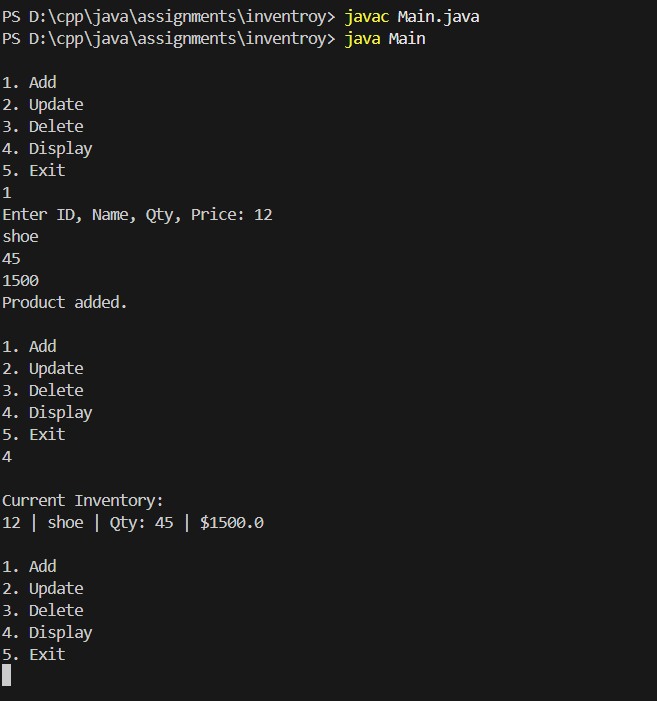 PS D:\cpp\java\assignments\inventroy> javac Main.java
PS D:\cpp\java\assignments\inventroy> java Main
1. Add
2. Update
3. Delete
4. Display
5. Exit
1
Enter ID, Name, Qty, Price: 12
shoe
45
1500
Product added.
1. Add
2. Update
3. Delete
4. Display
5. Exit
4
Current Inventory:
12 | shoe | Qty: 45 | $1500.0
1. Add
2. Update
3. Delete
4. Display
5. Exit